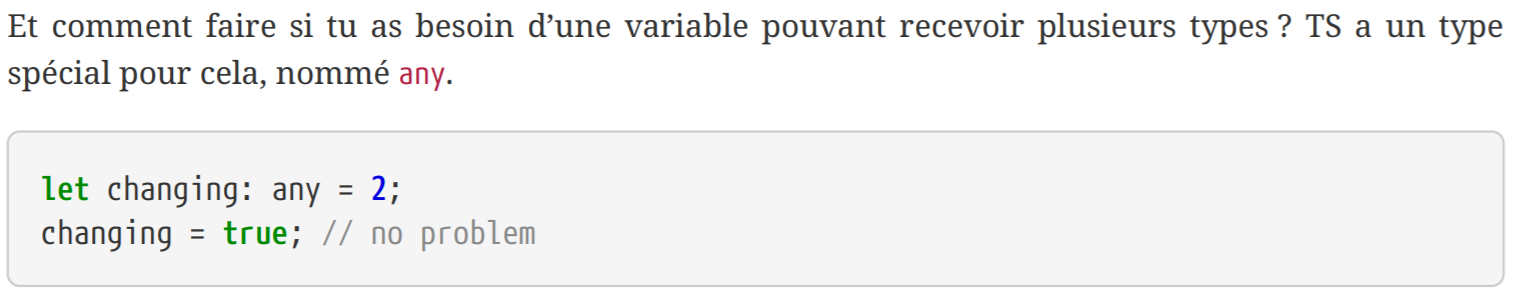 Et comment faire si tu as besoin d’une variable pouvant recevoir plusieurs types ? TS a un type
spécial pour cela, nommé any.
let changing: any = 2;
changing = true; // no problem